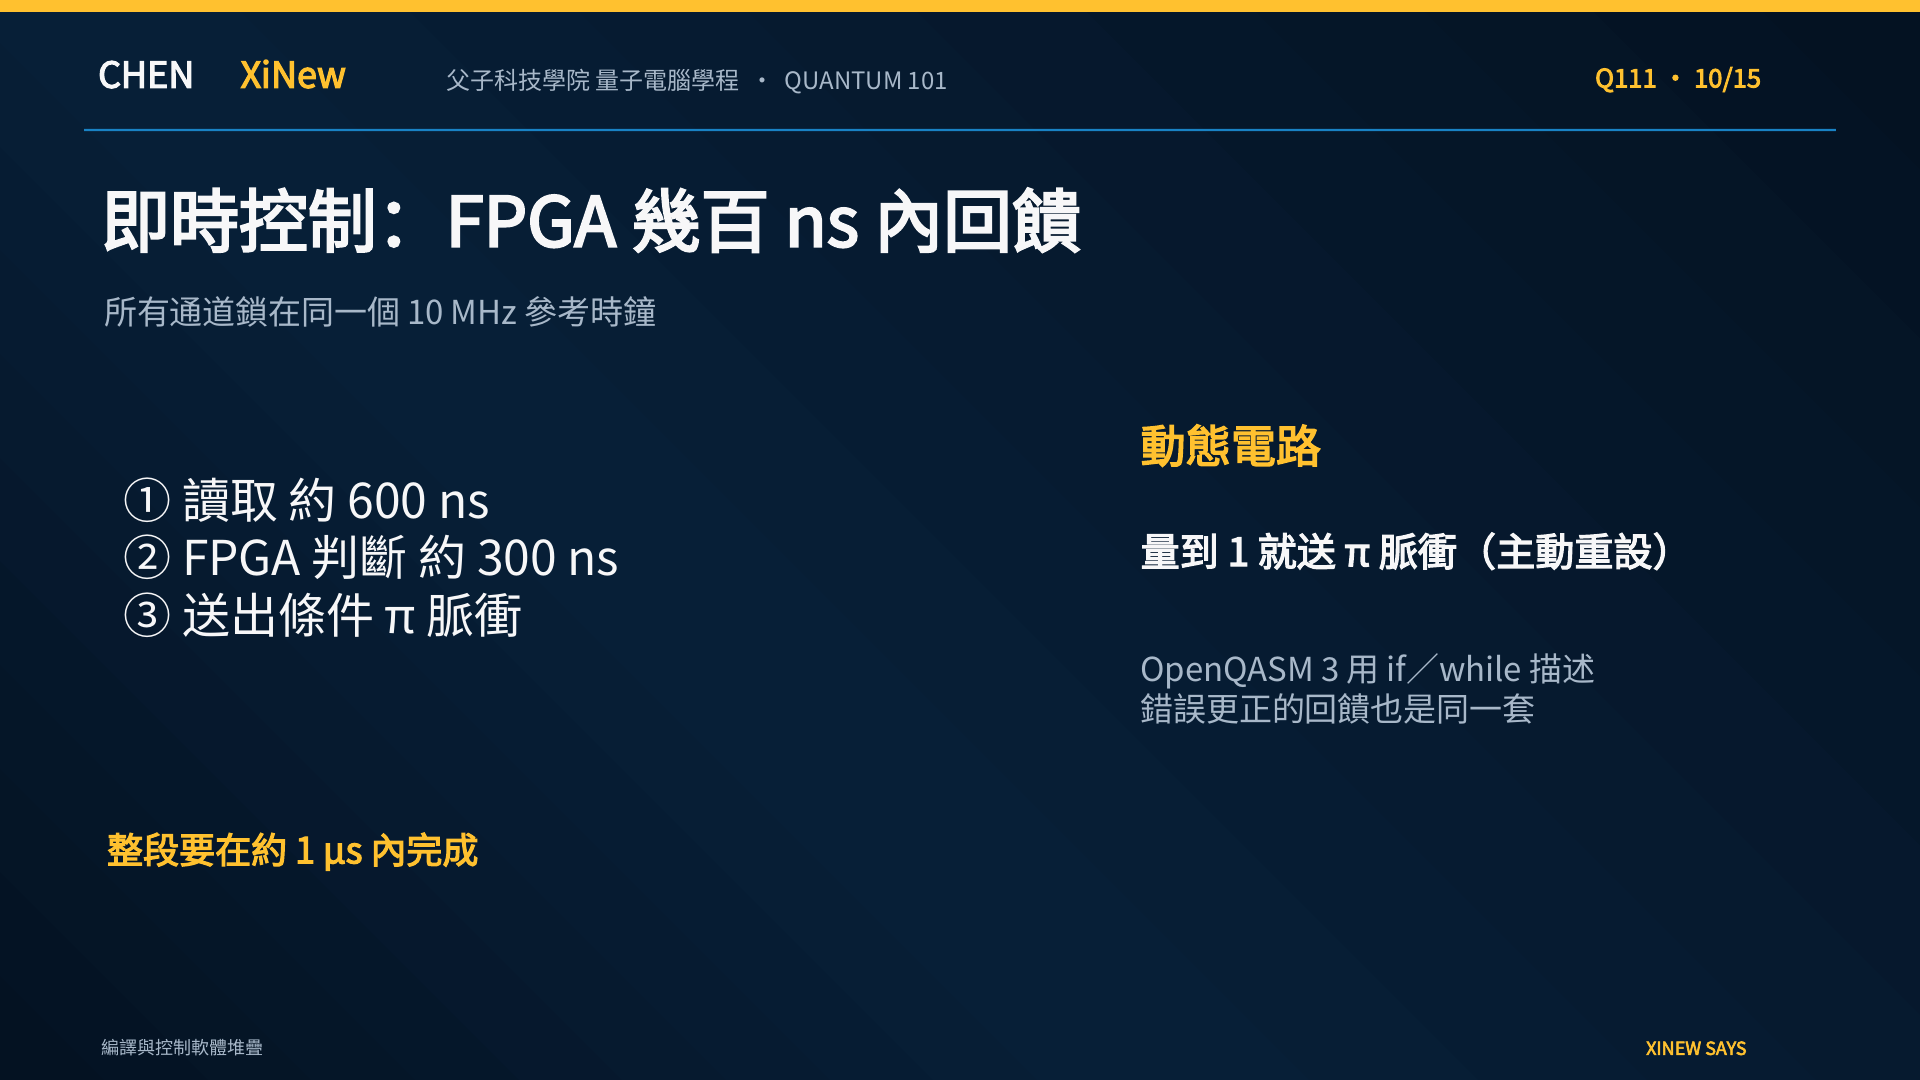 CHEN XiNew 父子科技學院 量子電腦學程 • QUANTUM 101 Q111 • 10/15
即時控制：FPGA 幾百 ns 內回饋
所有通道鎖在同一個 10 MHz 參考時鐘
① 讀取 約 600 ns
② FPGA 判斷 約 300 ns
③ 送出條件 π 脈衝
整段要在約 1 μs 內完成
動態電路
量到 1 就送 π 脈衝（主動重設）
OpenQASM 3 用 if／while 描述
錯誤更正的回饋也是同一套
編譯與控制軟體堆疊
XINEW SAYS